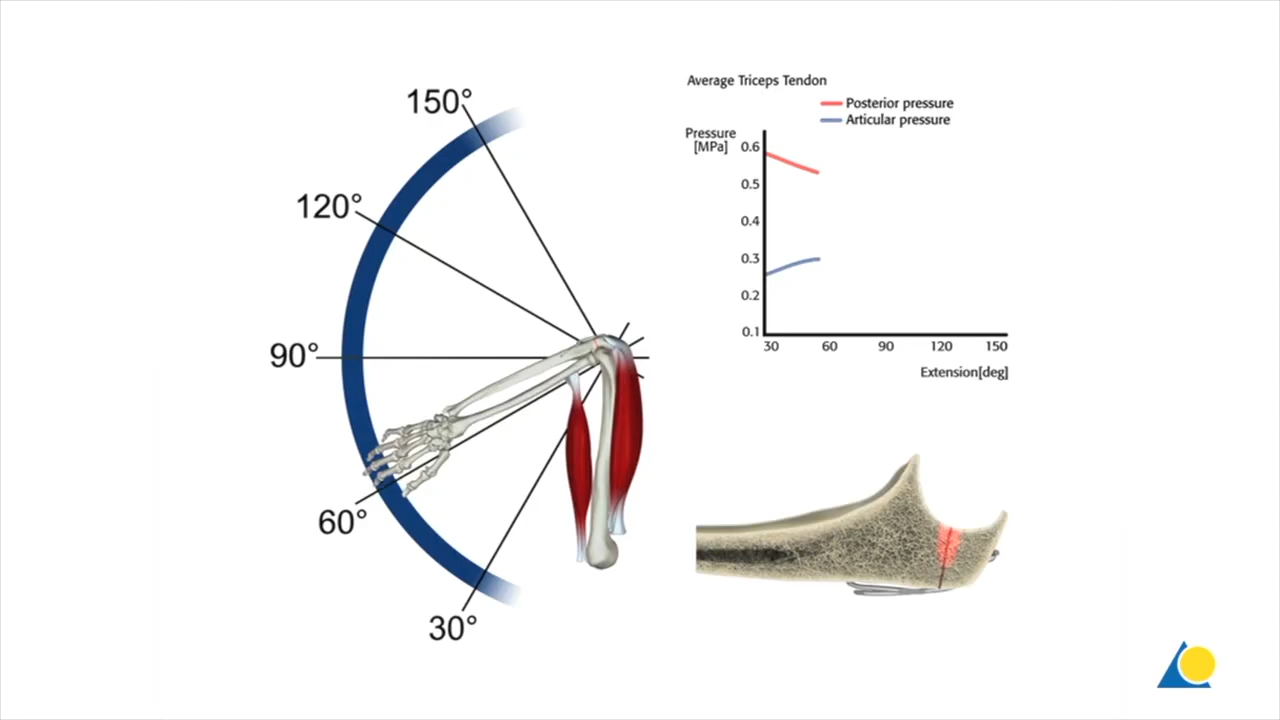 150°
120°
90°
60°
30°
Average Triceps Tendon
Posterior pressure
Articular pressure
Pressure
[MPa]
0.6
0.5
0.4
0.3
0.2
0.1
30 60 90 120 150
Extension[deg]